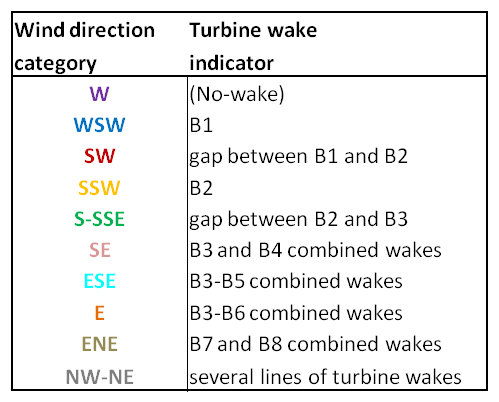 Wind direction category Turbine wake indicator
W (No-wake)
WSW B1
SW gap between B1 and B2
SSW B2
S-SSE gap between B2 and B3
SE B3 and B4 combined wakes
ESE B3-B5 combined wakes
E B3-B6 combined wakes
ENE B7 and B8 combined wakes
NW-NE several lines of turbine wakes